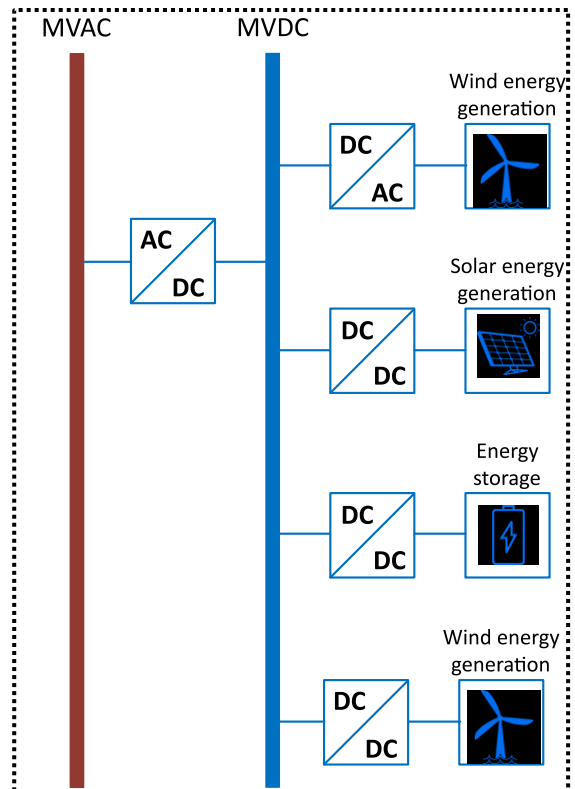 MVAC
MVDC
Wind energy
generation
DC
AC
AC
DC
Solar energy
generation
DC
DC
Energy
storage
DC
DC
Wind energy
generation
DC
DC